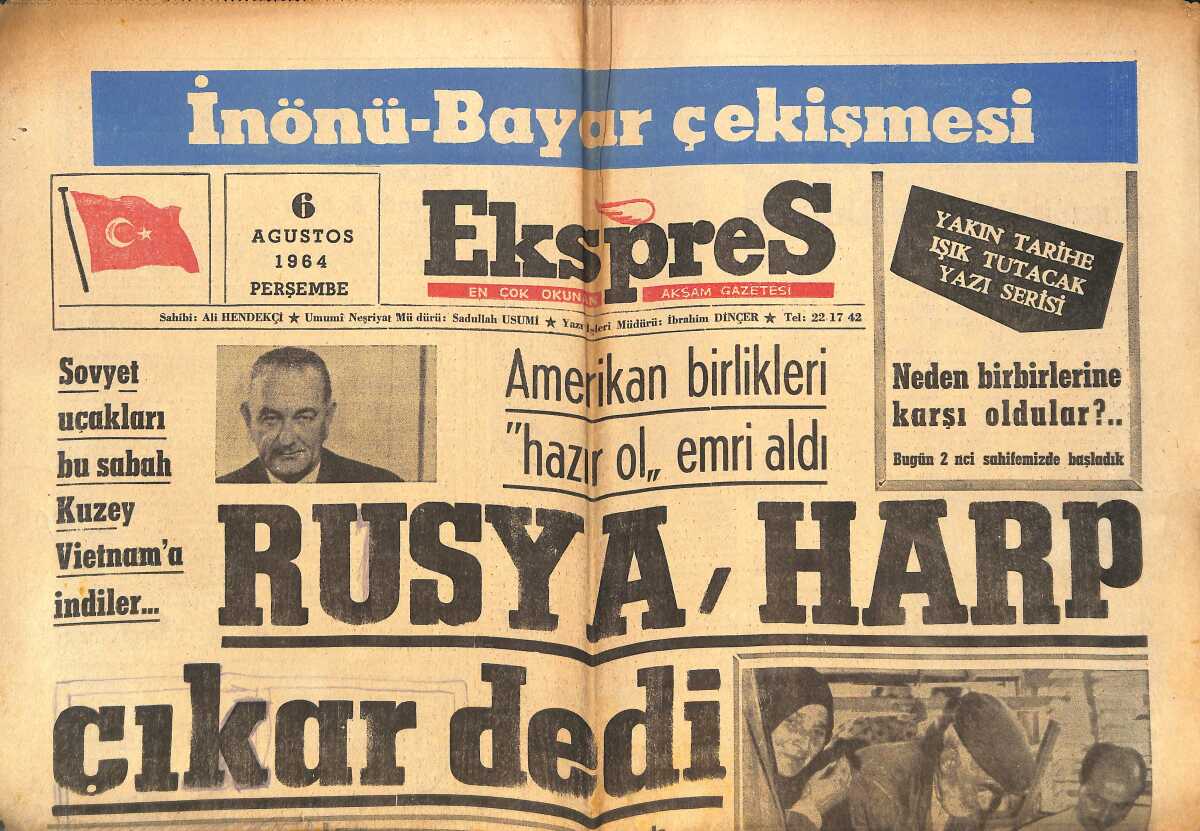 İnönü-Bayar çekişmesi
6
AGUSTOS
1964
PERŞEMBE
EkspreS
EN ÇOK OKUNAN AKŞAM GAZETESİ
Sahibi: Ali HENDEKÇİ ★ Umumî Neşriyat Müdürü: Sadullah USUMİ ★ Yazı İşleri Müdürü: İbrahim DİNÇER ★ Tel: 22 17 42
YAKIN TARİHE
IŞIK TUTACAK
YAZI SERİSİ
Neden birbirlerine
karşı oldular?..
Bugün 2 nci sahifemizde başladık
Sovyet
uçakları
bu sabah
Kuzey
Vietnam'a
indiler...
Amerikan birlikleri
"hazır ol„ emri aldı
RUSYA, HARP
çıkar dedi